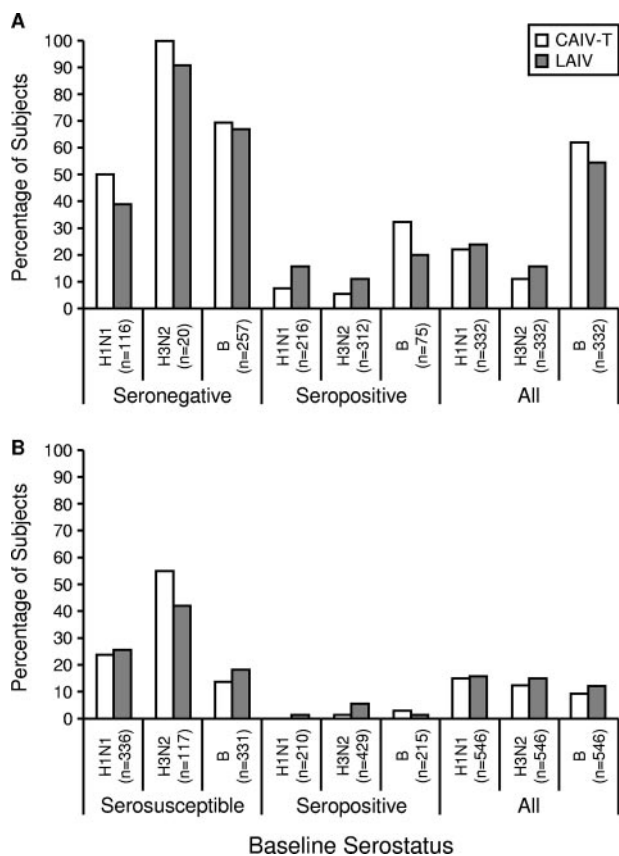 A
CAIV-T
LAIV
Percentage of Subjects
100
90
80
70
60
50
40
30
20
10
0
H1N1
(n=116)
H3N2
(n=20)
B
(n=257)
H1N1
(n=216)
H3N2
(n=312)
B
(n=75)
H1N1
(n=332)
H3N2
(n=332)
B
(n=332)
Seronegative
Seropositive
All
B
Percentage of Subjects
100
90
80
70
60
50
40
30
20
10
0
H1N1
(n=336)
H3N2
(n=117)
B
(n=331)
H1N1
(n=210)
H3N2
(n=429)
B
(n=215)
H1N1
(n=546)
H3N2
(n=546)
B
(n=546)
Serosusceptible
Seropositive
All
Baseline Serostatus